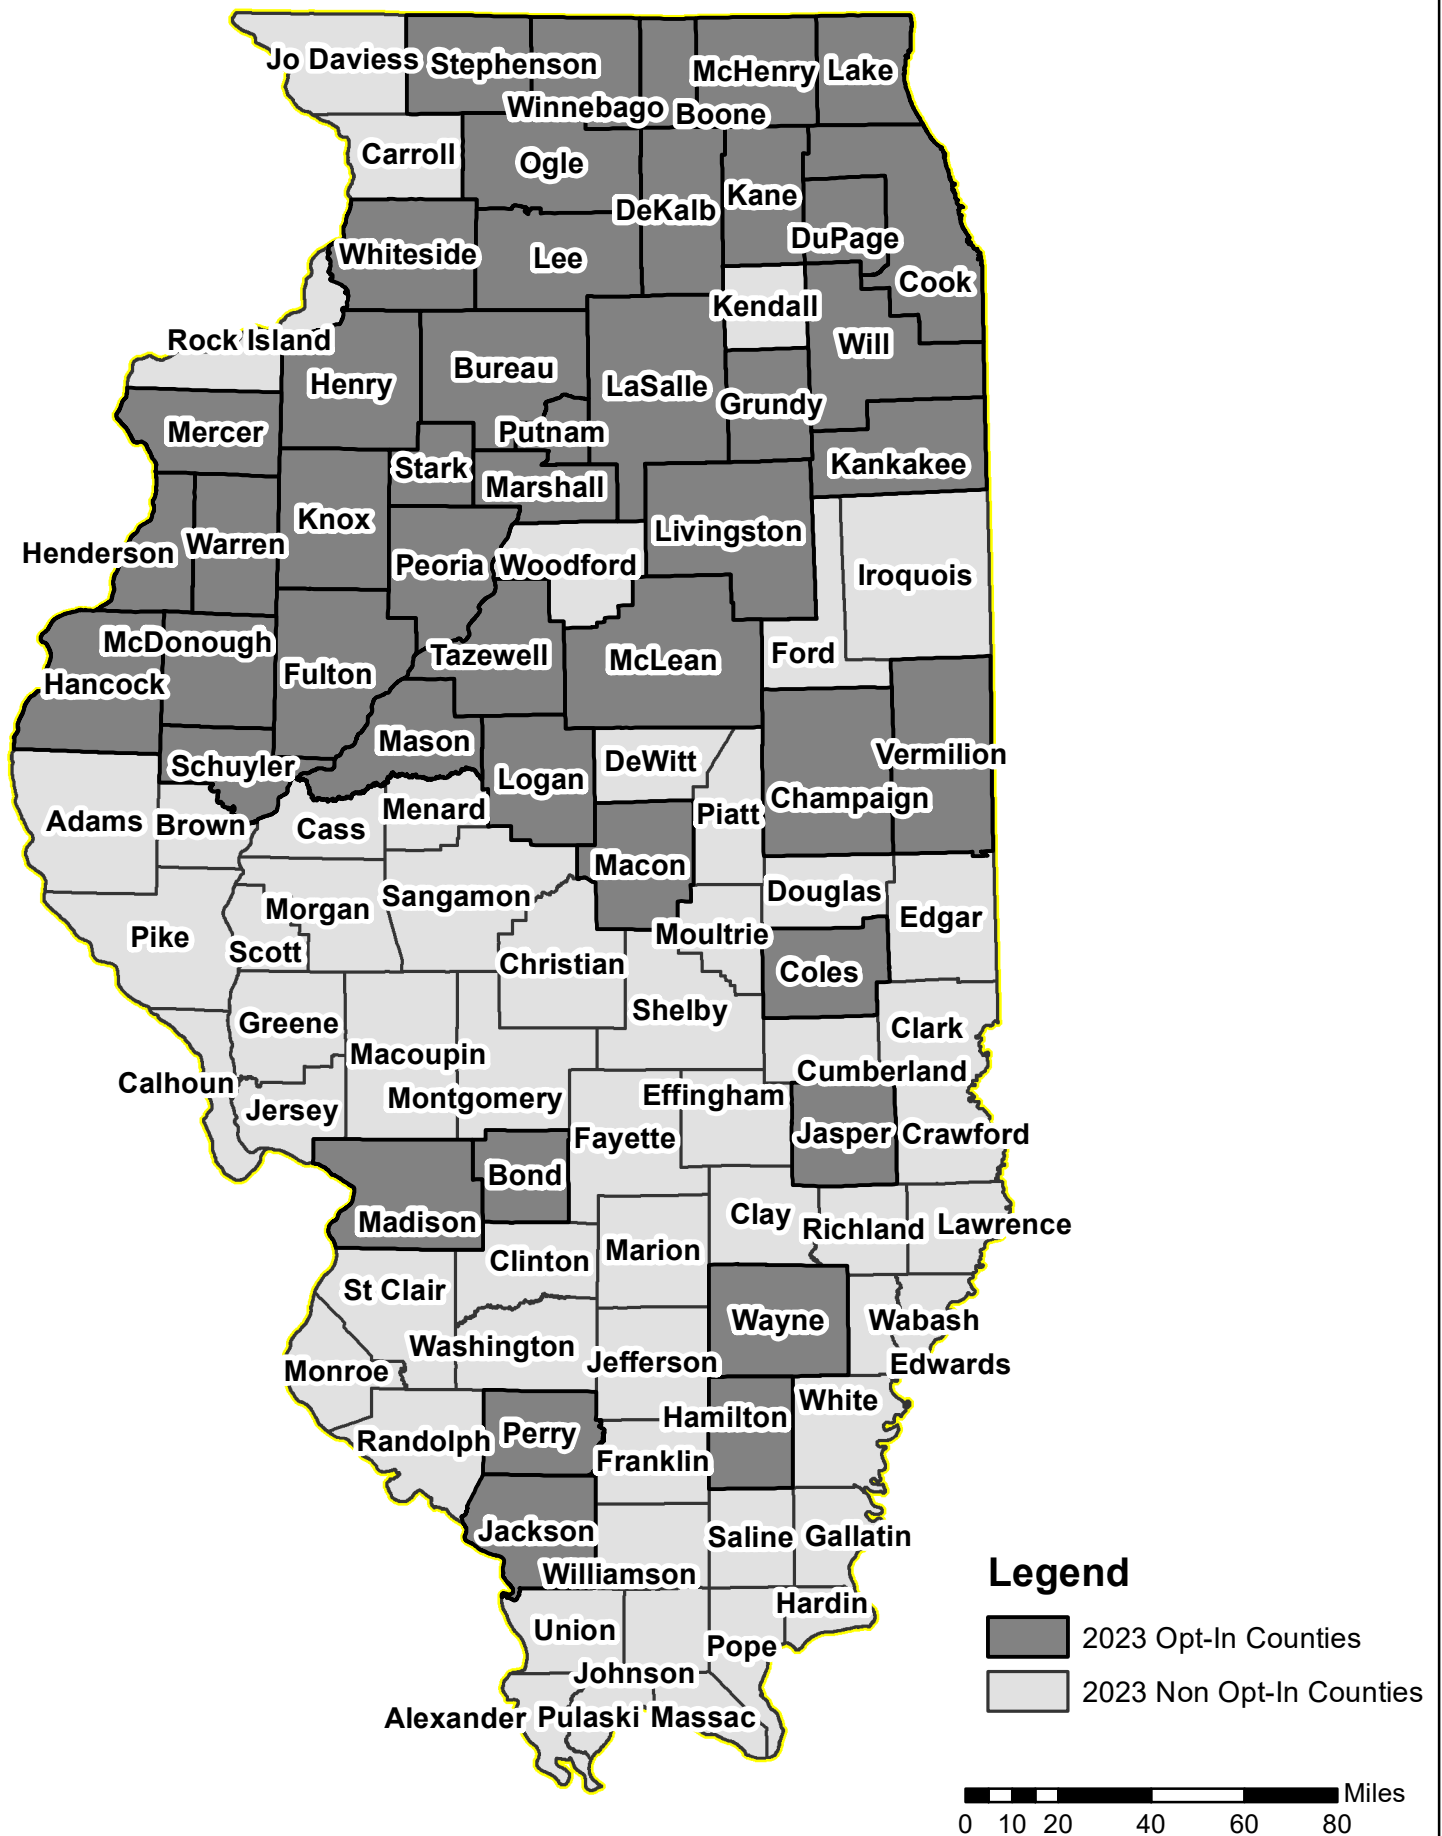 Jo Daviess
Stephenson
McHenry
Lake
Winnebago
Boone
Carroll
Ogle
Kane
DeKalb
DuPage
Whiteside
Lee
Cook
Kendall
Rock Island
Will
Bureau
Henry
LaSalle
Grundy
Mercer
Putnam
Stark
Kankakee
Marshall
Knox
Livingston
Warren
Henderson
Peoria
Woodford
Iroquois
McDonough
Ford
Tazewell
McLean
Fulton
Hancock
Mason
Vermilion
DeWitt
Schuyler
Logan
Champaign
Menard
Piatt
Adams
Brown
Cass
Macon
Douglas
Sangamon
Morgan
Edgar
Pike
Moultrie
Scott
Christian
Coles
Shelby
Greene
Clark
Macoupin
Cumberland
Calhoun
Effingham
Montgomery
Jersey
Jasper
Crawford
Fayette
Bond
Clay
Madison
Lawrence
Richland
Marion
Clinton
St Clair
Wayne
Wabash
Washington
Jefferson
Edwards
Monroe
White
Hamilton
Perry
Randolph
Franklin
Jackson
Saline
Gallatin
Williamson
Legend
Hardin
Union
2023 Opt-In Counties
Pope
Johnson
2023 Non Opt-In Counties
Alexander
Pulaski
Massac
Miles
0 10 20 40 60 80